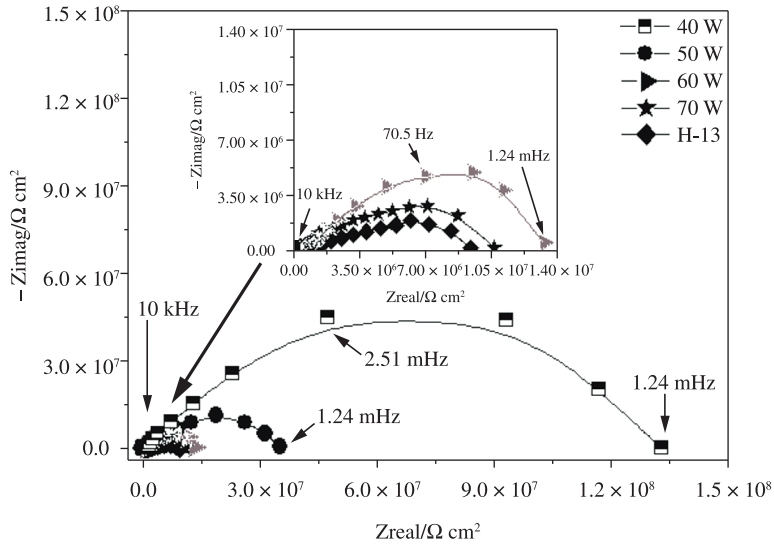 1.5 × 10⁸
1.2 × 10⁸
9.0 × 10⁷
6.0 × 10⁷
3.0 × 10⁷
0.0
− Zimag/Ω cm²
1.40 × 10⁷
1.05 × 10⁷
7.00 × 10⁶
3.50 × 10⁶
0.00
− Zimag/Ω cm²
70.5 Hz
1.24 mHz
10 kHz
0.00 3.50 × 10⁶ 7.00 × 10⁶ 1.05 × 10⁷ 1.40 × 10⁷
Zreal/Ω cm²
40 W
50 W
60 W
70 W
H-13
10 kHz
2.51 mHz
1.24 mHz
1.24 mHz
0.0 3.0 × 10⁷ 6.0 × 10⁷ 9.0 × 10⁷ 1.2 × 10⁸ 1.5 × 10⁸
Zreal/Ω cm²